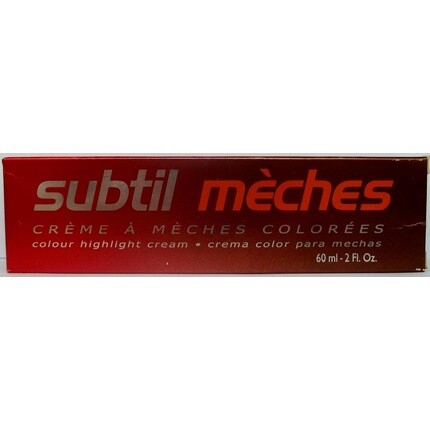 subtil mèches
CRÈME À MÈCHES COLORÉES
colour highlight cream • crema color para mechas
60 ml - 2 Fl. Oz.